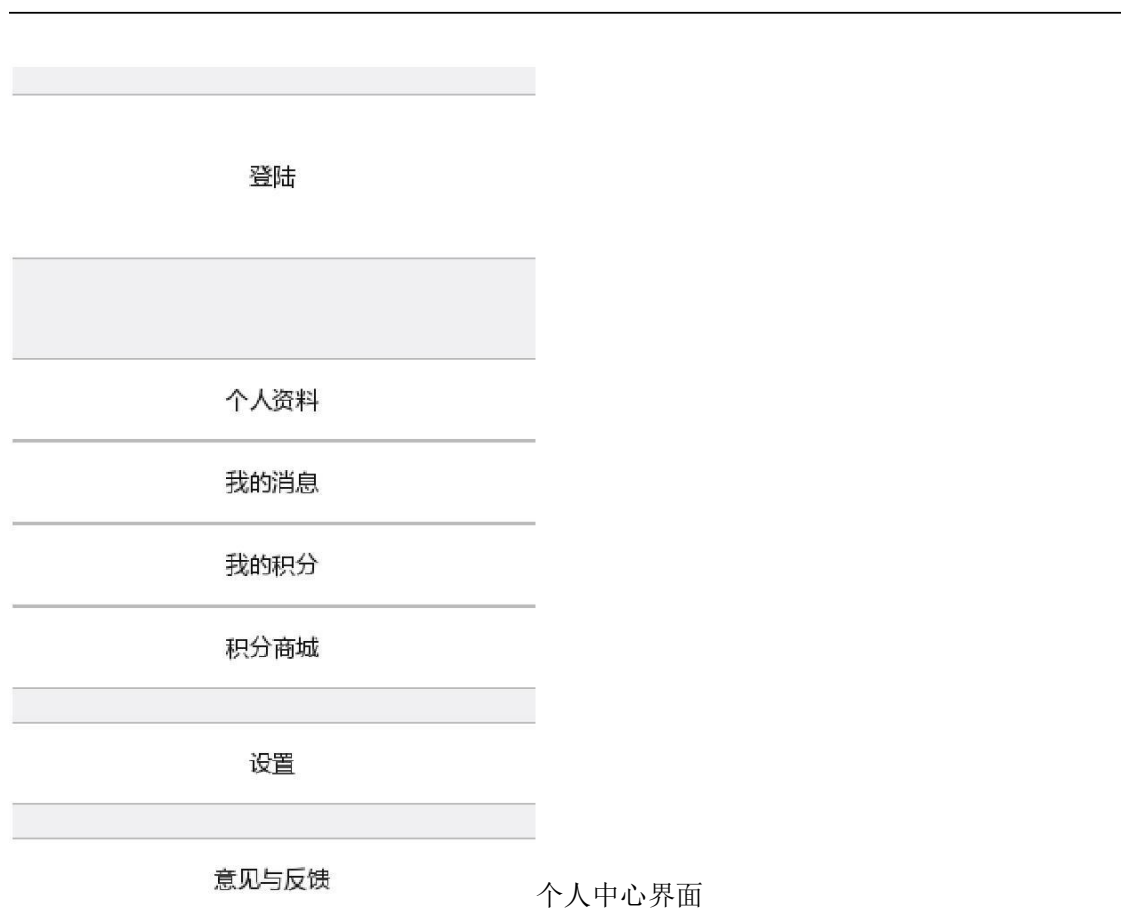 登陆
个人资料
我的消息
我的积分
积分商城
设置
意见与反馈
个人中心界面